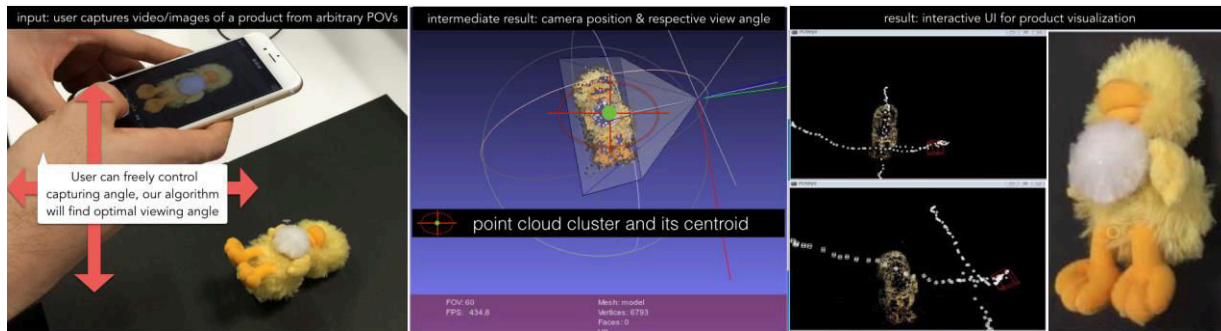 input: user captures video/images of a product from arbitrary POVs
User can freely control
capturing angle, our algorithm
will find optimal viewing angle
intermediate result: camera position & respective view angle
point cloud cluster and its centroid
FOV: 60
FPS: 434.8
Mesh: model
Vertices: 6793
Faces: 0
result: interactive UI for product visualization